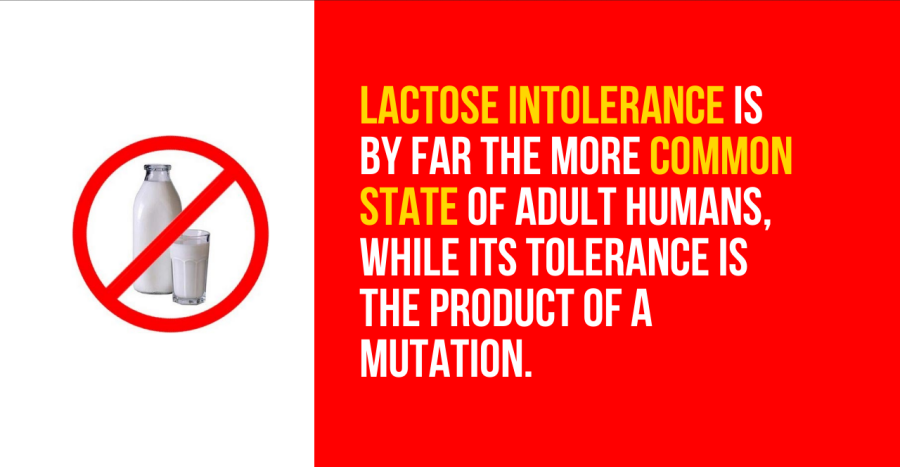 LACTOSE INTOLERANCE IS
BY FAR THE MORE COMMON
STATE OF ADULT HUMANS,
WHILE ITS TOLERANCE IS
THE PRODUCT OF A
MUTATION.